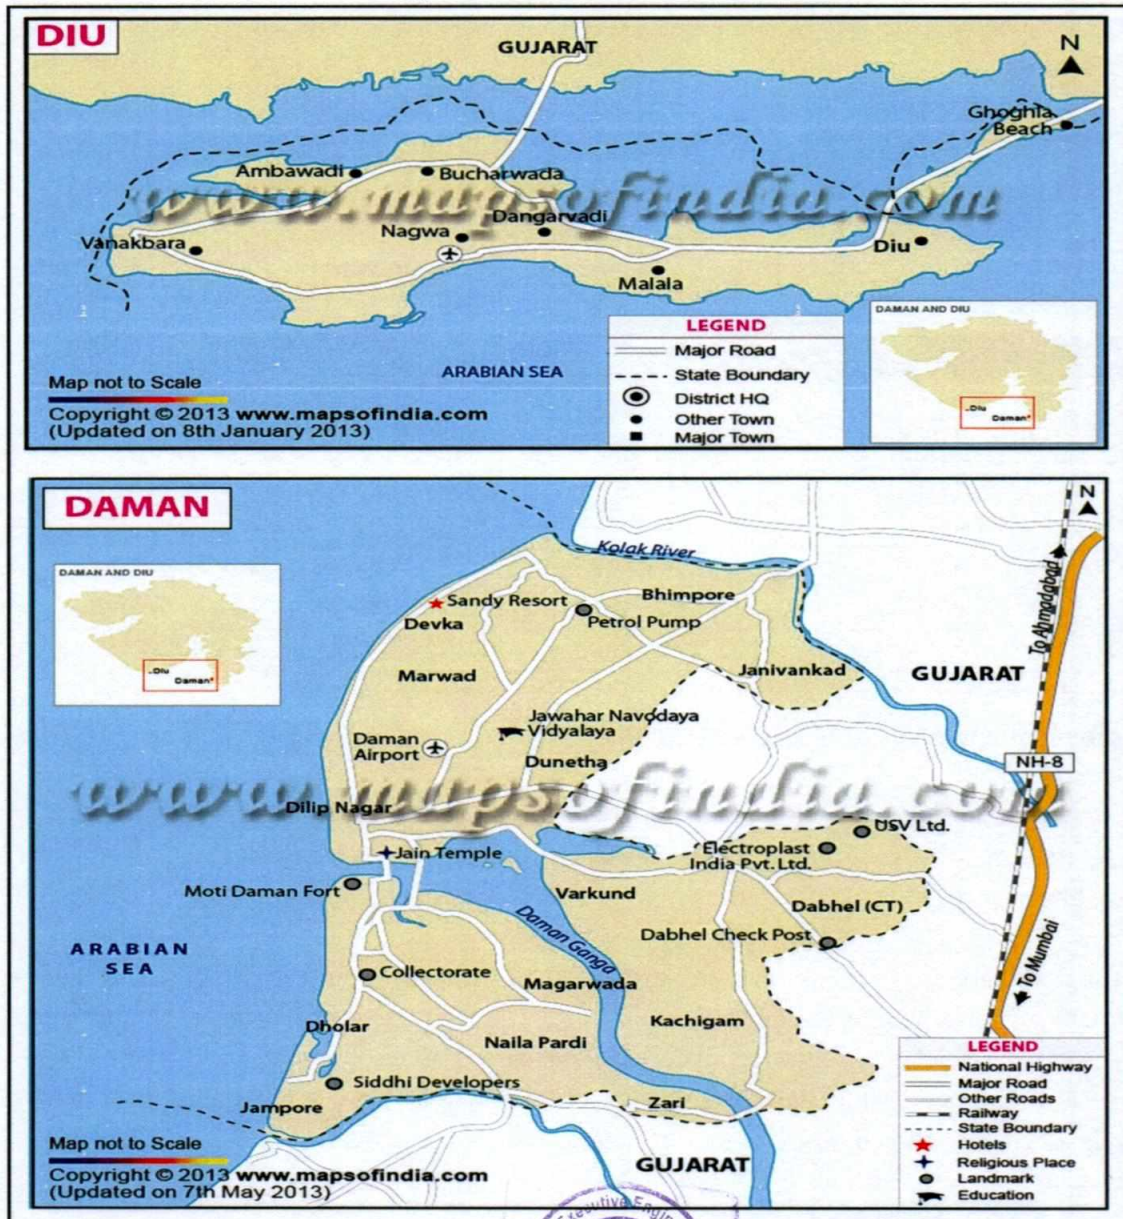 DIU
GUJARAT
N
Ghoghla
Beach
Ambawadi
Bucharwada
www.mapsofindia.com
Dangarvadi
Nagwa
Vanakbara
Diu
Malala
ARABIAN SEA
LEGEND
Major Road
State Boundary
District HQ
Other Town
Major Town
DAMAN AND DIU
Diu
Daman
Map not to Scale
Copyright © 2013 www.mapsofindia.com
(Updated on 8th January 2013)
DAMAN
N
DAMAN AND DIU
Diu
Daman
Kolak River
Sandy Resort
Devka
Bhimpore
Petrol Pump
Marwad
Janivankad
GUJARAT
To Ahmadabad
Jawahar Navodaya
Vidyalaya
Daman
Airport
Dunetha
NH-8
www.mapsofindia.com
Dilip Nagar
USV Ltd.
Jain Temple
Electroplast
India Pvt. Ltd.
Moti Daman Fort
Varkund
Dabhel (CT)
Daman Ganga
Dabhel Check Post
ARABIAN
SEA
Collectorate
Magarwada
To Mumbai
Dholar
Kachigam
Naila Pardi
Siddhi Developers
Jampore
Zari
GUJARAT
LEGEND
National Highway
Major Road
Other Roads
Railway
State Boundary
Hotels
Religious Place
Landmark
Education
Map not to Scale
Copyright © 2013 www.mapsofindia.com
(Updated on 7th May 2013)
Executive Engin